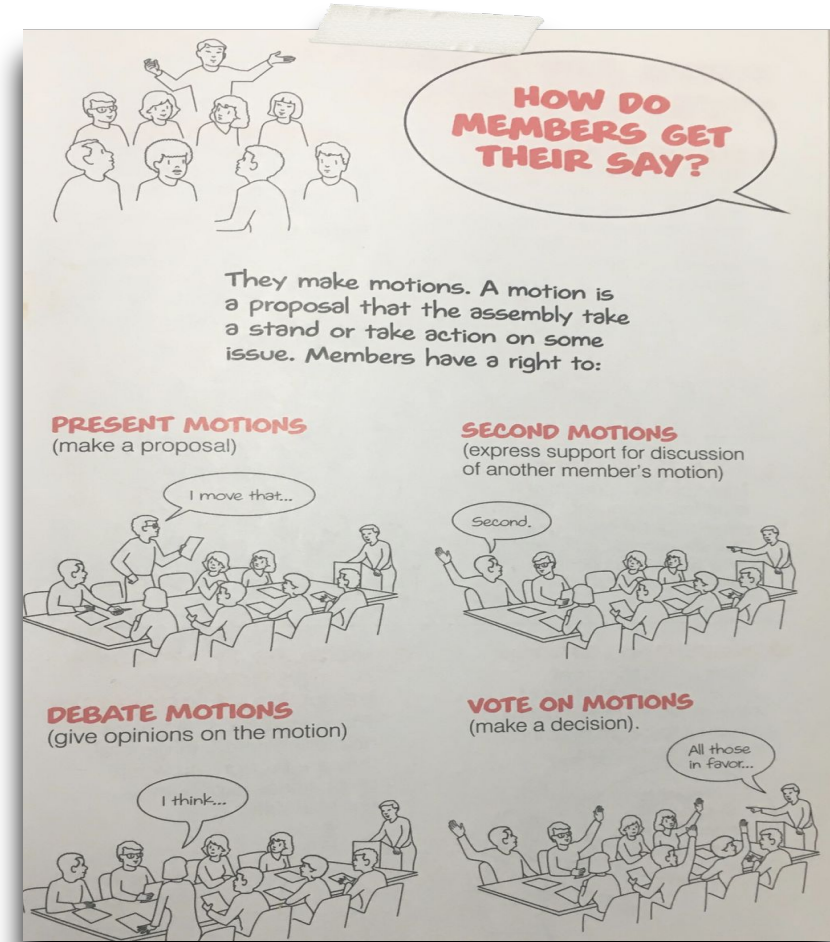 HOW DO
MEMBERS GET
THEIR SAY?
They make motions. A motion is
a proposal that the assembly take
a stand or take action on some
issue. Members have a right to:
PRESENT MOTIONS
(make a proposal)
I move that...
SECOND MOTIONS
(express support for discussion
of another member's motion)
Second.
DEBATE MOTIONS
(give opinions on the motion)
I think...
VOTE ON MOTIONS
(make a decision).
All those
in favor...